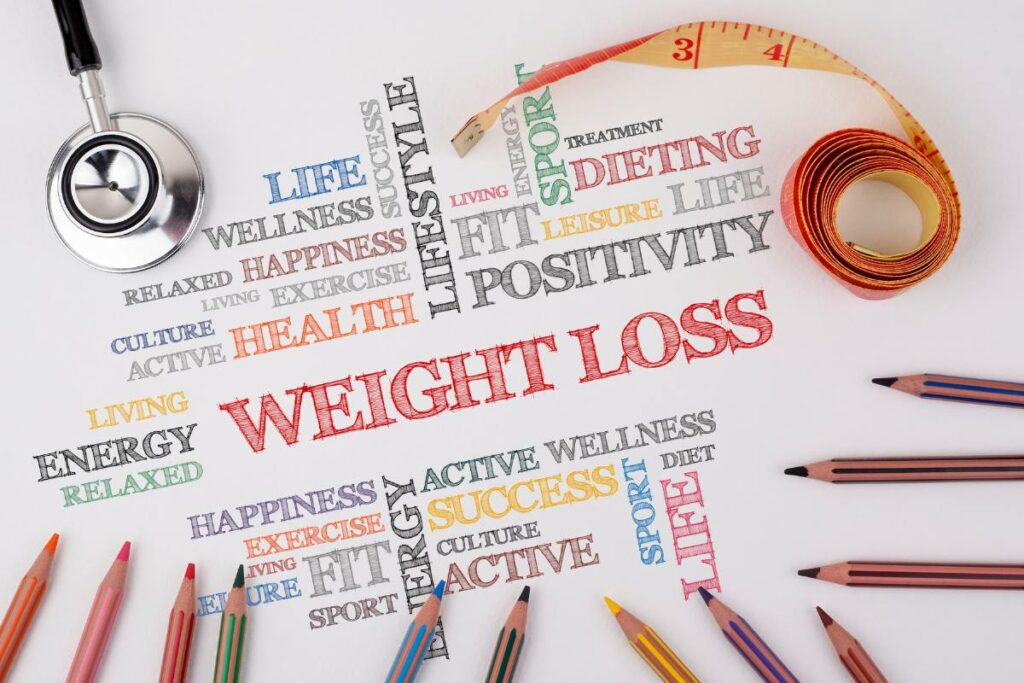 3 4
SPORT
ENERGY
TREATMENT
DIETING
SUCCESS
LIFESTYLE
LIFE
LIVING
FIT
LEISURE
LIFE
WELLNESS
HAPPINESS
POSITIVITY
RELAXED
LIVING
EXERCISE
CULTURE
HEALTH
ACTIVE
WEIGHT LOSS
LIVING
ENERGY
RELAXED
ACTIVE
WELLNESS
DIET
HAPPINESS
ENERGY
SUCCESS
SPORT
LIFE
EXERCISE
CULTURE
LIVING
FIT
ACTIVE
LEISURE
SPORT